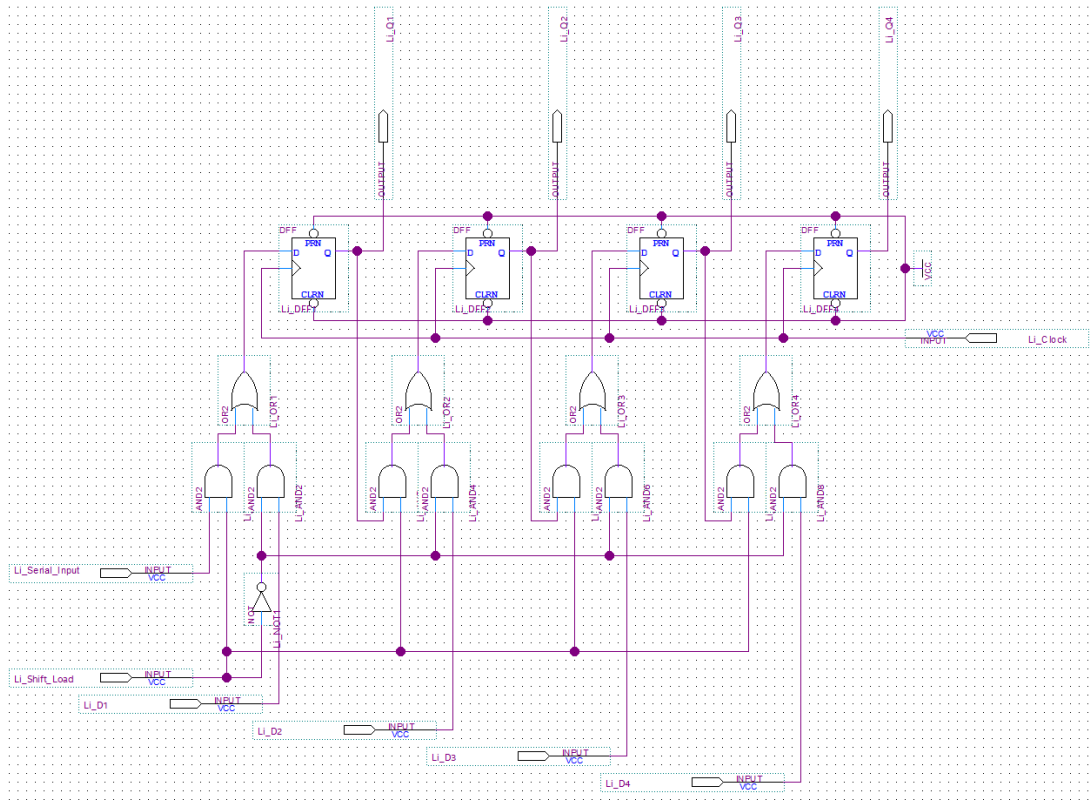 Li_Q1
Li_Q2
Li_Q3
Li_Q4
OUTPUT
OUTPUT
OUTPUT
OUTPUT
DFF
DFF
DFF
DFF
PRN
PRN
PRN
PRN
D Q
D Q
D Q
D Q
VCC
CLRN
CLRN
CLRN
CLRN
Li_DFF1
Li_DFF2
Li_DFF3
Li_DFF4
VCC
INPUT
Li_Clock
OR2
Li_OR1
OR2
Li_OR2
OR2
Li_OR3
OR2
Li_OR4
AND2
AND2
Li_AND2
AND2
AND2
Li_AND4
AND2
AND2
Li_AND6
AND2
AND2
Li_AND8
Li_Serial_Input
INPUT
VCC
NOT
Li_NOT1
Li_Shift_Load
INPUT
VCC
Li_D1
INPUT
VCC
Li_D2
INPUT
VCC
Li_D3
INPUT
VCC
Li_D4
INPUT
VCC